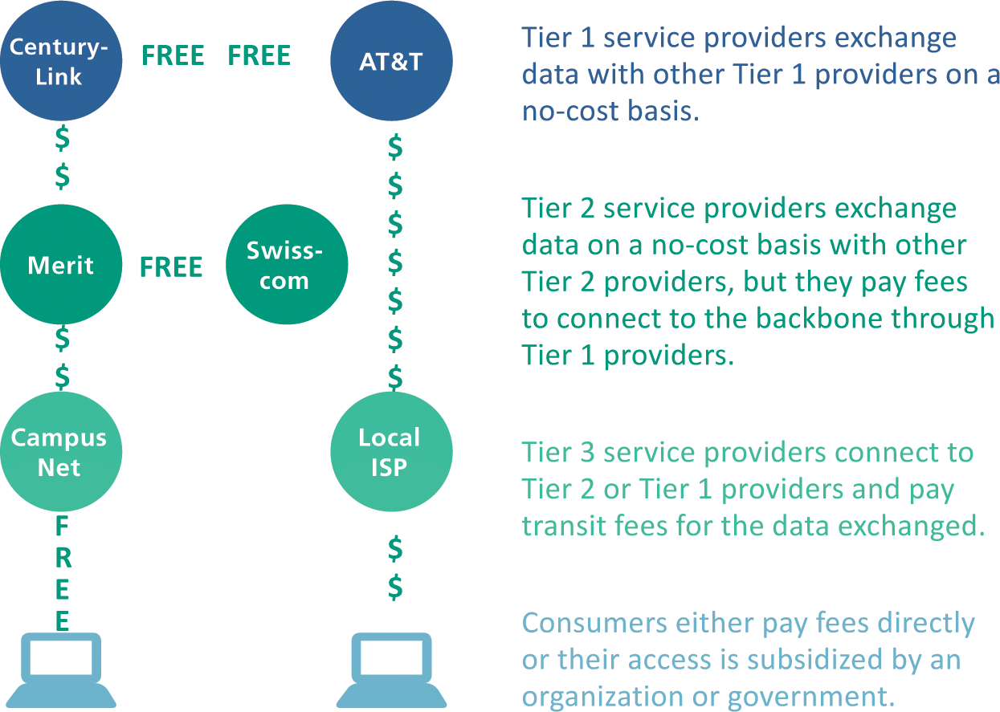 Century-
Link
FREE FREE
AT&T
Tier 1 service providers exchange
data with other Tier 1 providers on a
no-cost basis.
$
$
$
$
$
$
$
$
$
Merit
FREE
Swiss-
com
Tier 2 service providers exchange
data on a no-cost basis with other
Tier 2 providers, but they pay fees
to connect to the backbone through
Tier 1 providers.
$
$
Campus
Net
Local
ISP
Tier 3 service providers connect to
Tier 2 or Tier 1 providers and pay
transit fees for the data exchanged.
F
R
E
E
$
$
Consumers either pay fees directly
or their access is subsidized by an
organization or government.